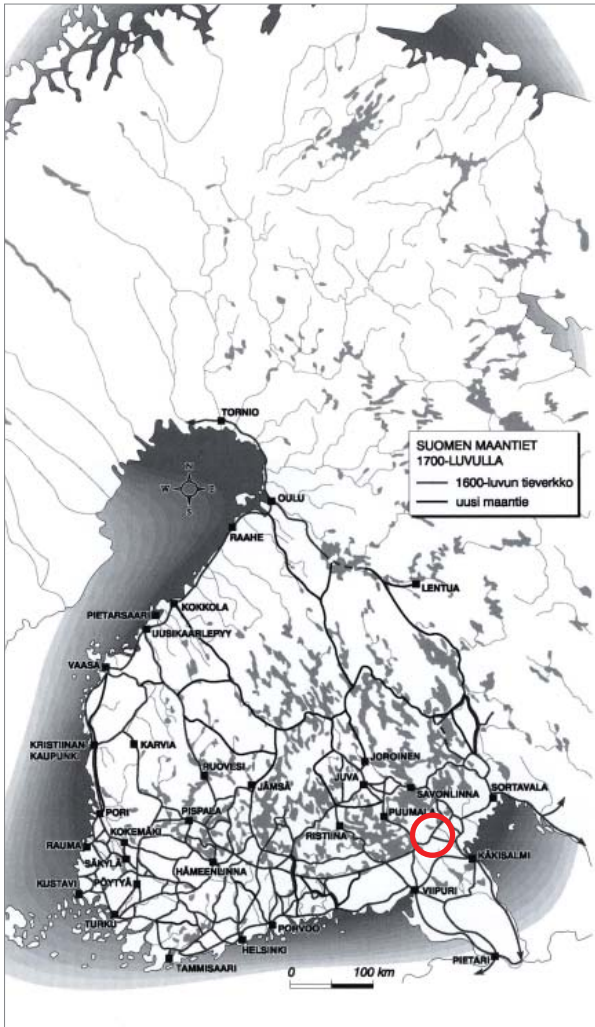 TORNIO
SUOMEN MAANTIET
1700-LUVULLA
1600-luvun tieverkko
uusi maantie
N
W E
S
OULU
RAAHE
LENTUA
KOKKOLA
PIETARSAARI
UUSIKAARLEPYY
VAASA
KRISTIINAN
KAUPUNKI
KARVIA
JOROINEN
RUOVESI
JUVA
JÄMSÄ
SAVONLINNA
SORTAVALA
PORI
PISPALA
PUUMALA
KOKEMÄKI
RISTIINA
RAUMA
SÄKYLÄ
HÄMEENLINNA
KÄKISALMI
KUSTAVI
PÖYTYÄ
VIIPURI
TURKU
PORVOO
HELSINKI
TAMMISAARI
PIETARI
0 100 km